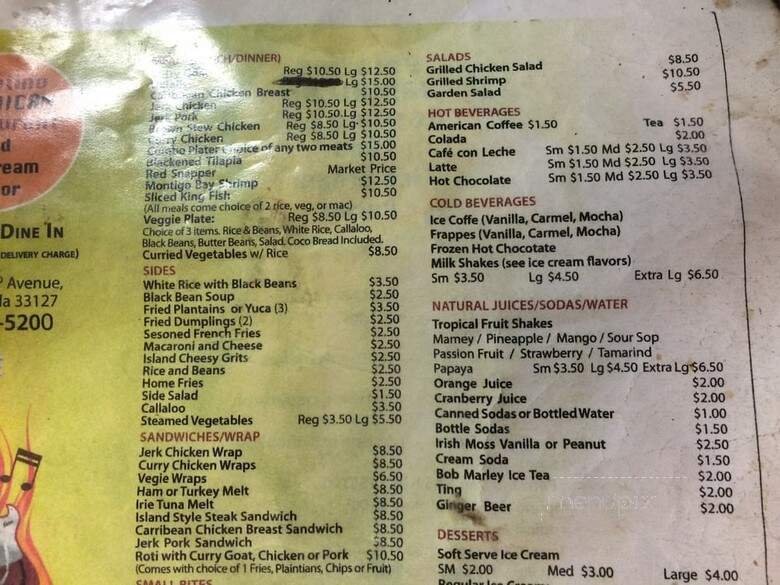 tino
ream
or
DINE IN
DELIVERY CHARGE)
Avenue,
da 33127
-5200
CH/DINNER)
Reg $10.50 Lg $12.50
Lg $15.00
Chicken Breast $10.50
Chicken Reg $10.50 Lg $12.50
Jerk Pork Reg $10.50.Lg $12.50
Brown Stew Chicken Reg $8.50 Lg $10.50
Curry Chicken Reg $8.50 Lg $10.50
Combo Plater Choice of any two meats $15.00
Blackened Tilapia $10.50
Red Snapper Market Price
Montigo Bay Shrimp $12.50
Sliced King Fish $10.50
(All meals come choice of 2 rice, veg, or mac)
Veggie Plate: Reg $8.50 Lg $10.50
Choice of 3 items. Rice & Beans, White Rice, Callaloo,
Black Beans, Butter Beans, Salad, Coco Bread Included.
Curried Vegetables w/ Rice $8.50
SIDES
White Rice with Black Beans $3.50
Black Bean Soup $2.50
Fried Plantains or Yuca (3) $3.50
Fried Dumplings (2) $2.50
Sesoned French Fries $2.50
Macaroni and Cheese $2.50
Island Cheesy Grits $2.50
Rice and Beans $2.50
Home Fries $2.50
Side Salad $1.50
Callaloo $3.50
Steamed Vegetables Reg $3.50 Lg $5.50
SANDWICHES/WRAP
Jerk Chicken Wrap $8.50
Curry Chicken Wraps $8.50
Vegie Wraps $6.50
Ham or Turkey Melt $8.50
Irie Tuna Melt $8.50
Island Style Steak Sandwich $8.50
Carribean Chicken Breast Sandwich $8.50
Jerk Pork Sandwich $8.50
Roti with Curry Goat, Chicken or Pork $10.50
(Comes with choice of 1 Fries, Plaintians, Chips or Fruit)
SMALL BITES
SALADS
Grilled Chicken Salad $8.50
Grilled Shrimp $10.50
Garden Salad $5.50
HOT BEVERAGES
American Coffee $1.50 Tea $1.50
Colada $2.00
Café con Leche Sm $1.50 Md $2.50 Lg $3.50
Latte Sm $1.50 Md $2.50 Lg $3.50
Hot Chocolate Sm $1.50 Md $2.50 Lg $3.50
COLD BEVERAGES
Ice Coffe (Vanilla, Carmel, Mocha)
Frappes (Vanilla, Carmel, Mocha)
Frozen Hot Chocotate
Milk Shakes (see ice cream flavors)
Sm $3.50 Lg $4.50 Extra Lg $6.50
NATURAL JUICES/SODAS/WATER
Tropical Fruit Shakes
Mamey / Pineapple / Mango / Sour Sop
Passion Fruit / Strawberry / Tamarind
Papaya Sm $3.50 Lg $4.50 Extra Lg $6.50
Orange Juice $2.00
Cranberry Juice $2.00
Canned Sodas or Bottled Water $1.00
Bottle Sodas $1.50
Irish Moss Vanilla or Peanut $2.50
Cream Soda $1.50
Bob Marley Ice Tea $2.00
Ting $2.00
Ginger Beer $2.00
menupix
DESSERTS
Soft Serve Ice Cream
SM $2.00 Med $3.00 Large $4.00
Regular Ice Cream